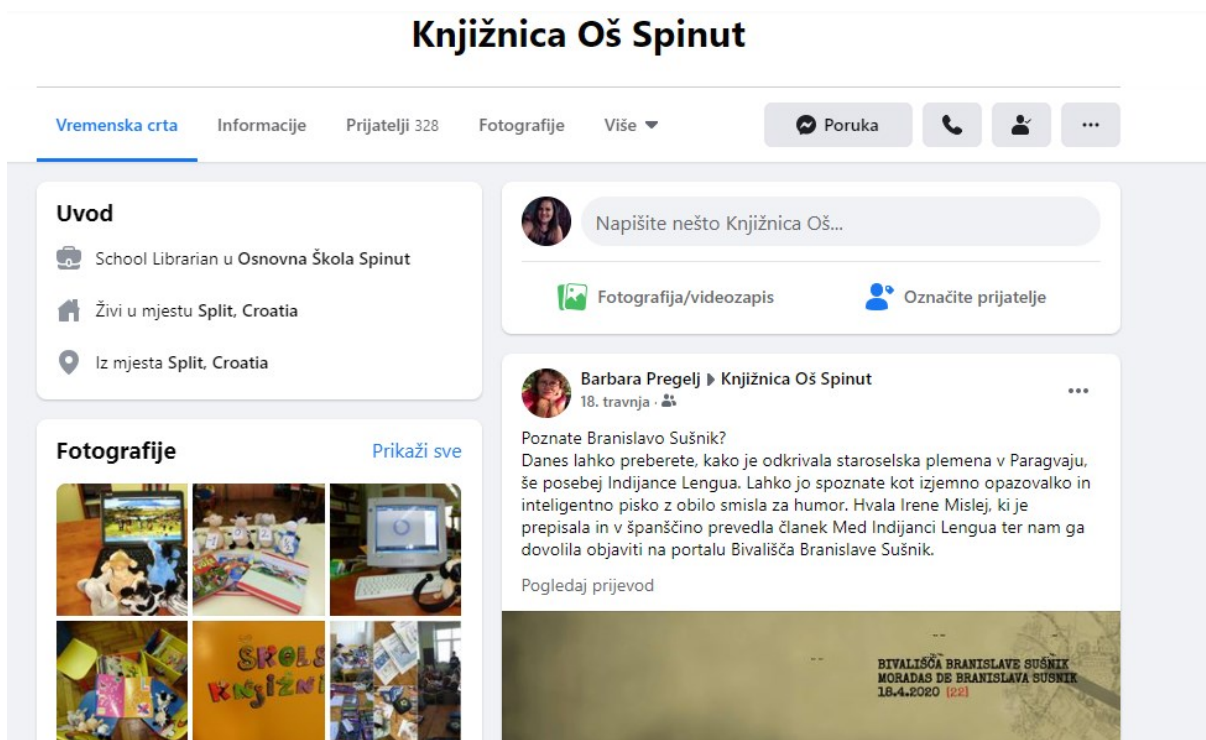 Knjižnica Oš Spinut
Vremenska crta
Informacije
Prijatelji 328
Fotografije
Više
Poruka
Uvod
School Librarian u Osnovna Škola Spinut
Živi u mjestu Split, Croatia
Iz mjesta Split, Croatia
Fotografije
Prikaži sve
ŠKOLS
KNJIŽNI
Napišite nešto Knjižnica Oš...
Fotografija/videozapis
Označite prijatelje
Barbara Pregelj ▶ Knjižnica Oš Spinut
18. travnja ·
Poznate Branislavo Sušnik?
Danes lahko preberete, kako je odkrivala staroselska plemena v Paragvaju,
še posebej Indijance Lengua. Lahko jo spoznate kot izjemno opazovalko in
inteligentno pisko z obilo smisla za humor. Hvala Irene Mislej, ki je
prepisala in v španščino prevedla članek Med Indijanci Lengua ter nam ga
dovolila objaviti na portalu Bivališča Branislave Sušnik.
Pogledaj prijevod
BIVALIŠČA BRANISLAVE SUŠNIK
MORADAS DE BRANISLAVA SUSNIK
18.4.2020 [22]